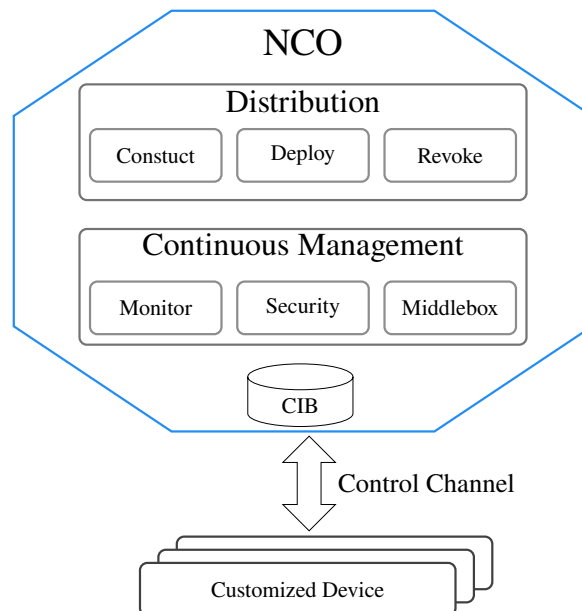 NCO
Distribution
Constuct
Deploy
Revoke
Continuous Management
Monitor
Security
Middlebox
CIB
Control Channel
Customized Device